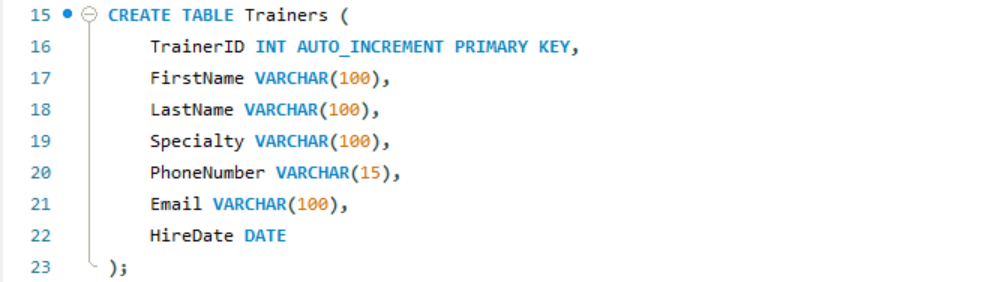 15 CREATE TABLE Trainers (
16 TrainerID INT AUTO_INCREMENT PRIMARY KEY,
17 FirstName VARCHAR(100),
18 LastName VARCHAR(100),
19 Specialty VARCHAR(100),
20 PhoneNumber VARCHAR(15),
21 Email VARCHAR(100),
22 HireDate DATE
23 );